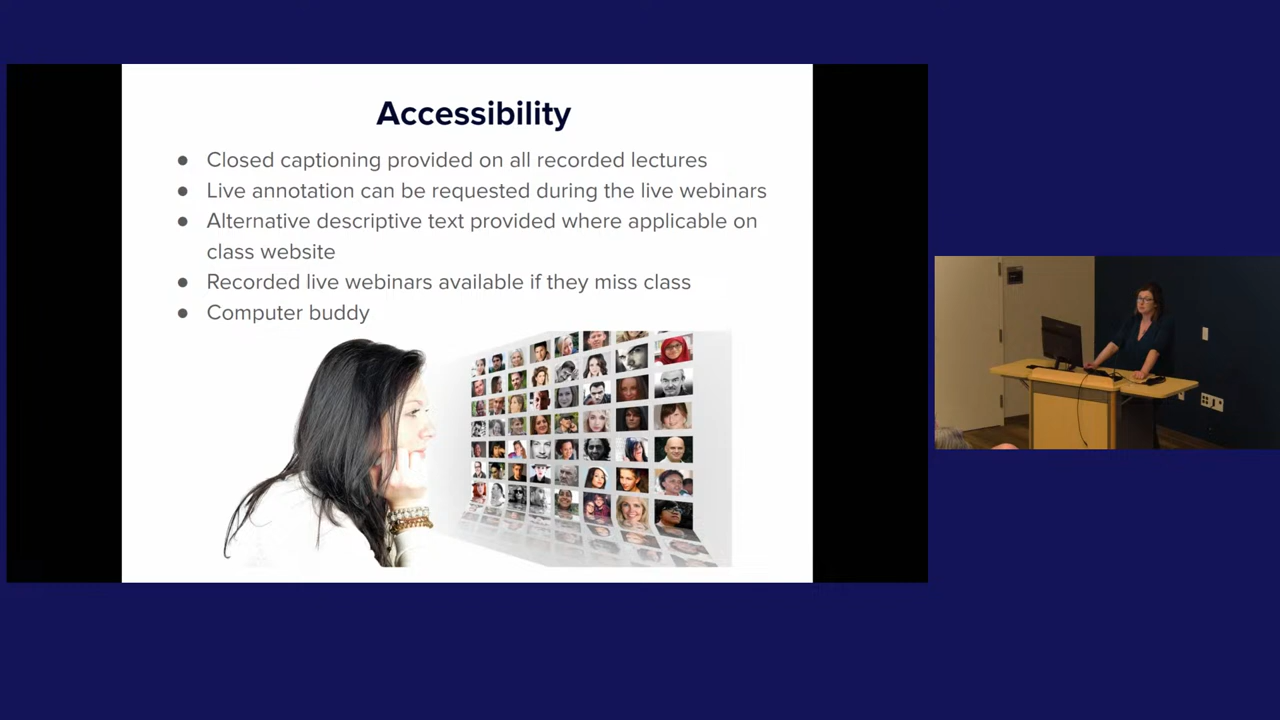 Accessibility
● Closed captioning provided on all recorded lectures
● Live annotation can be requested during the live webinars
● Alternative descriptive text provided where applicable on
class website
● Recorded live webinars available if they miss class
● Computer buddy